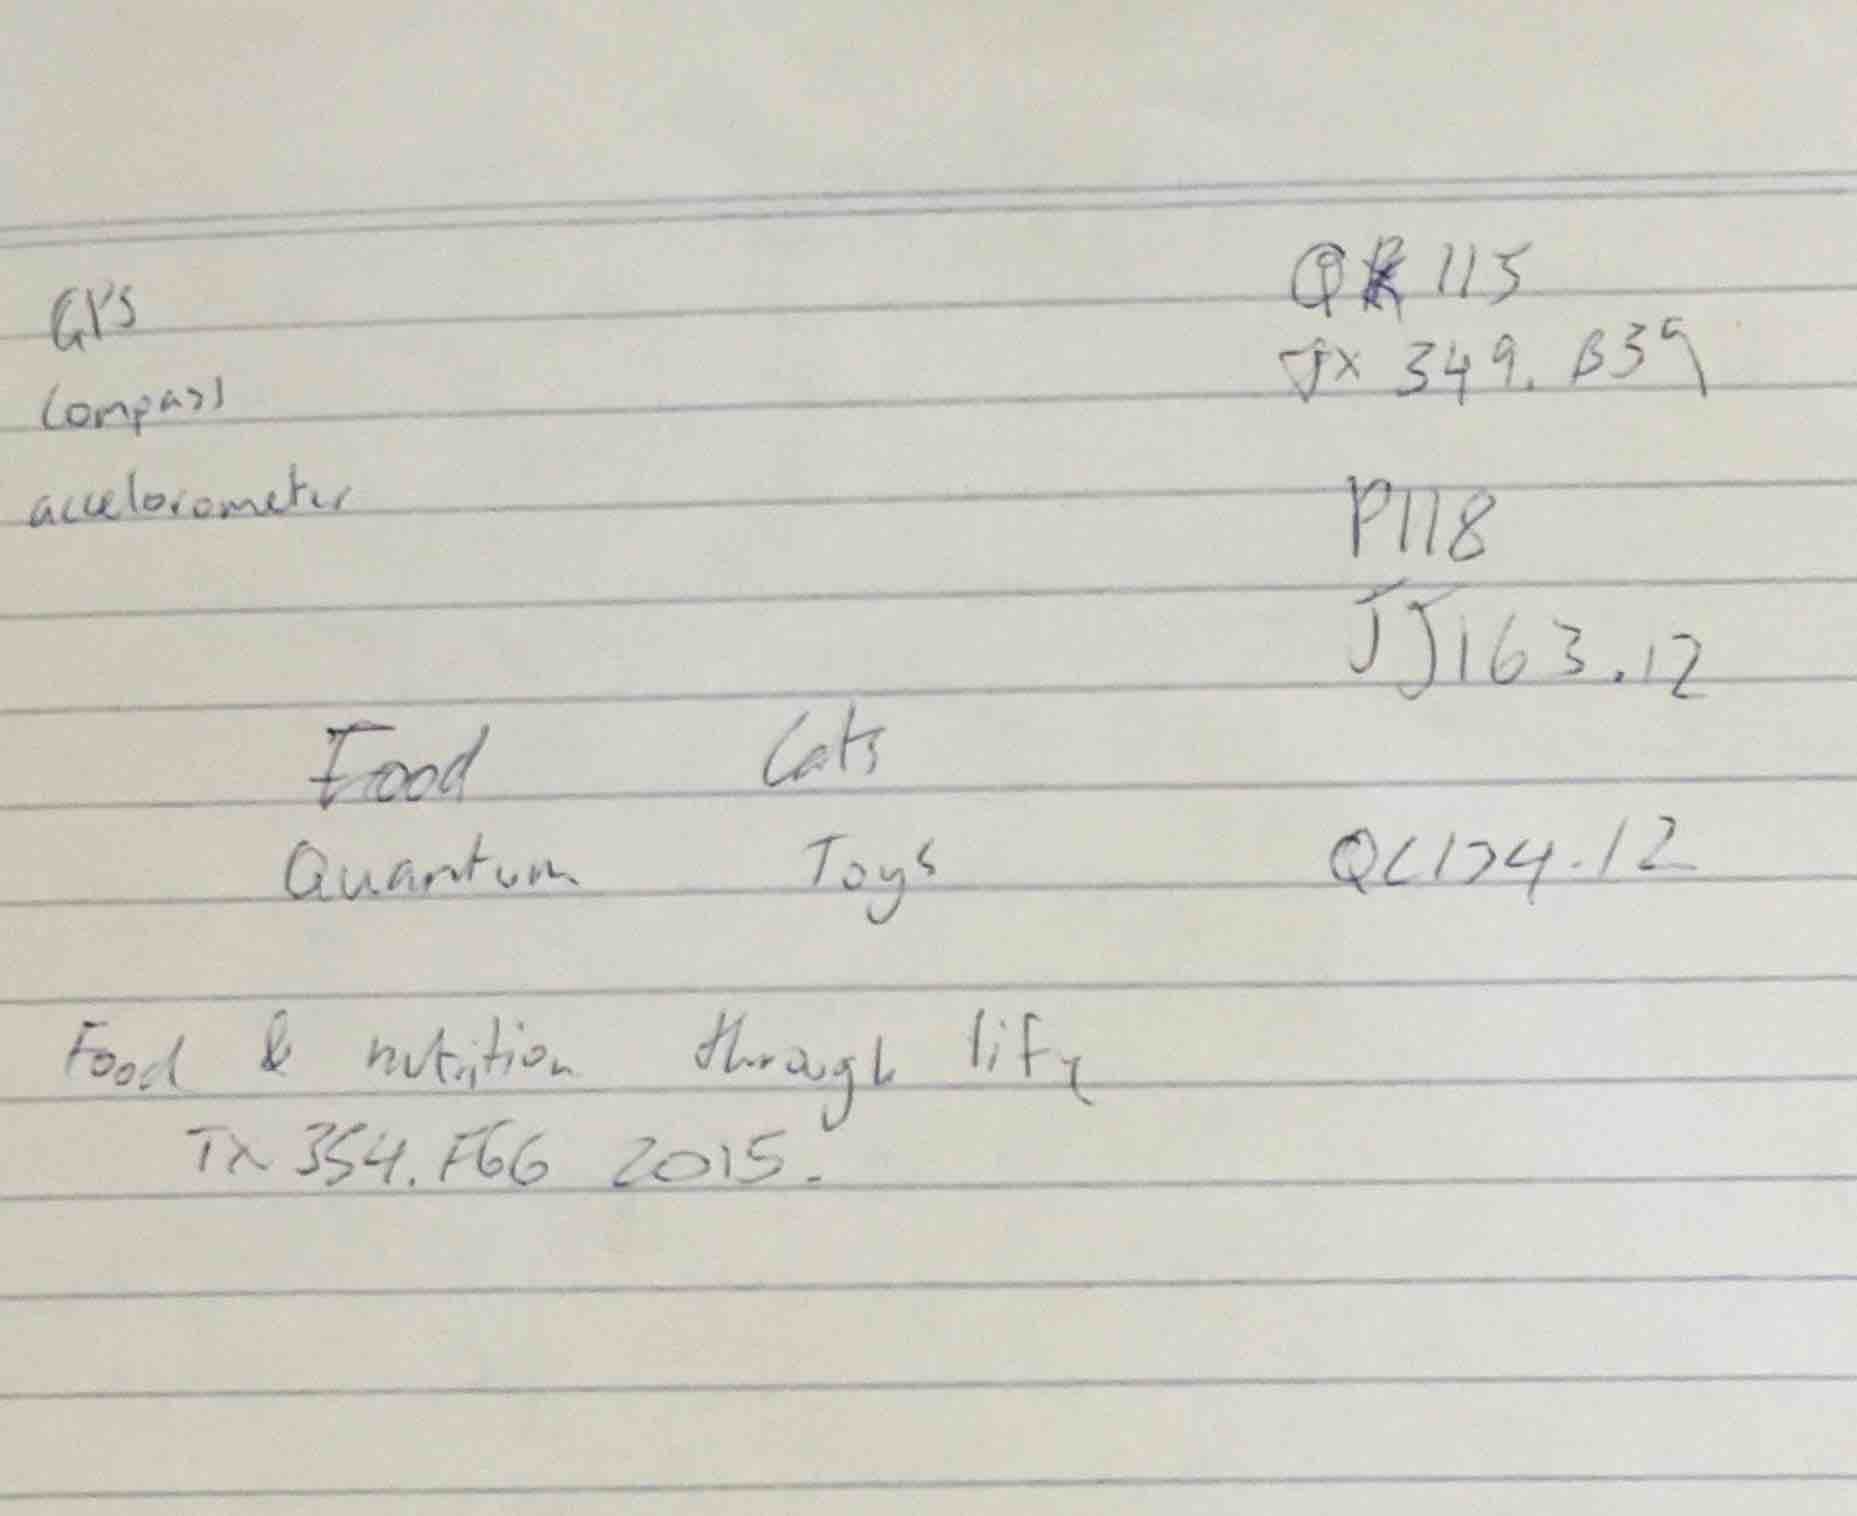 GPS
QR 115
Compass
TX 349. B39
accelorometer
P118
JJ163.12
Food Cats
Quantum Toys QC174.12
Food & nutrition through life
TX 354. F66 2015.